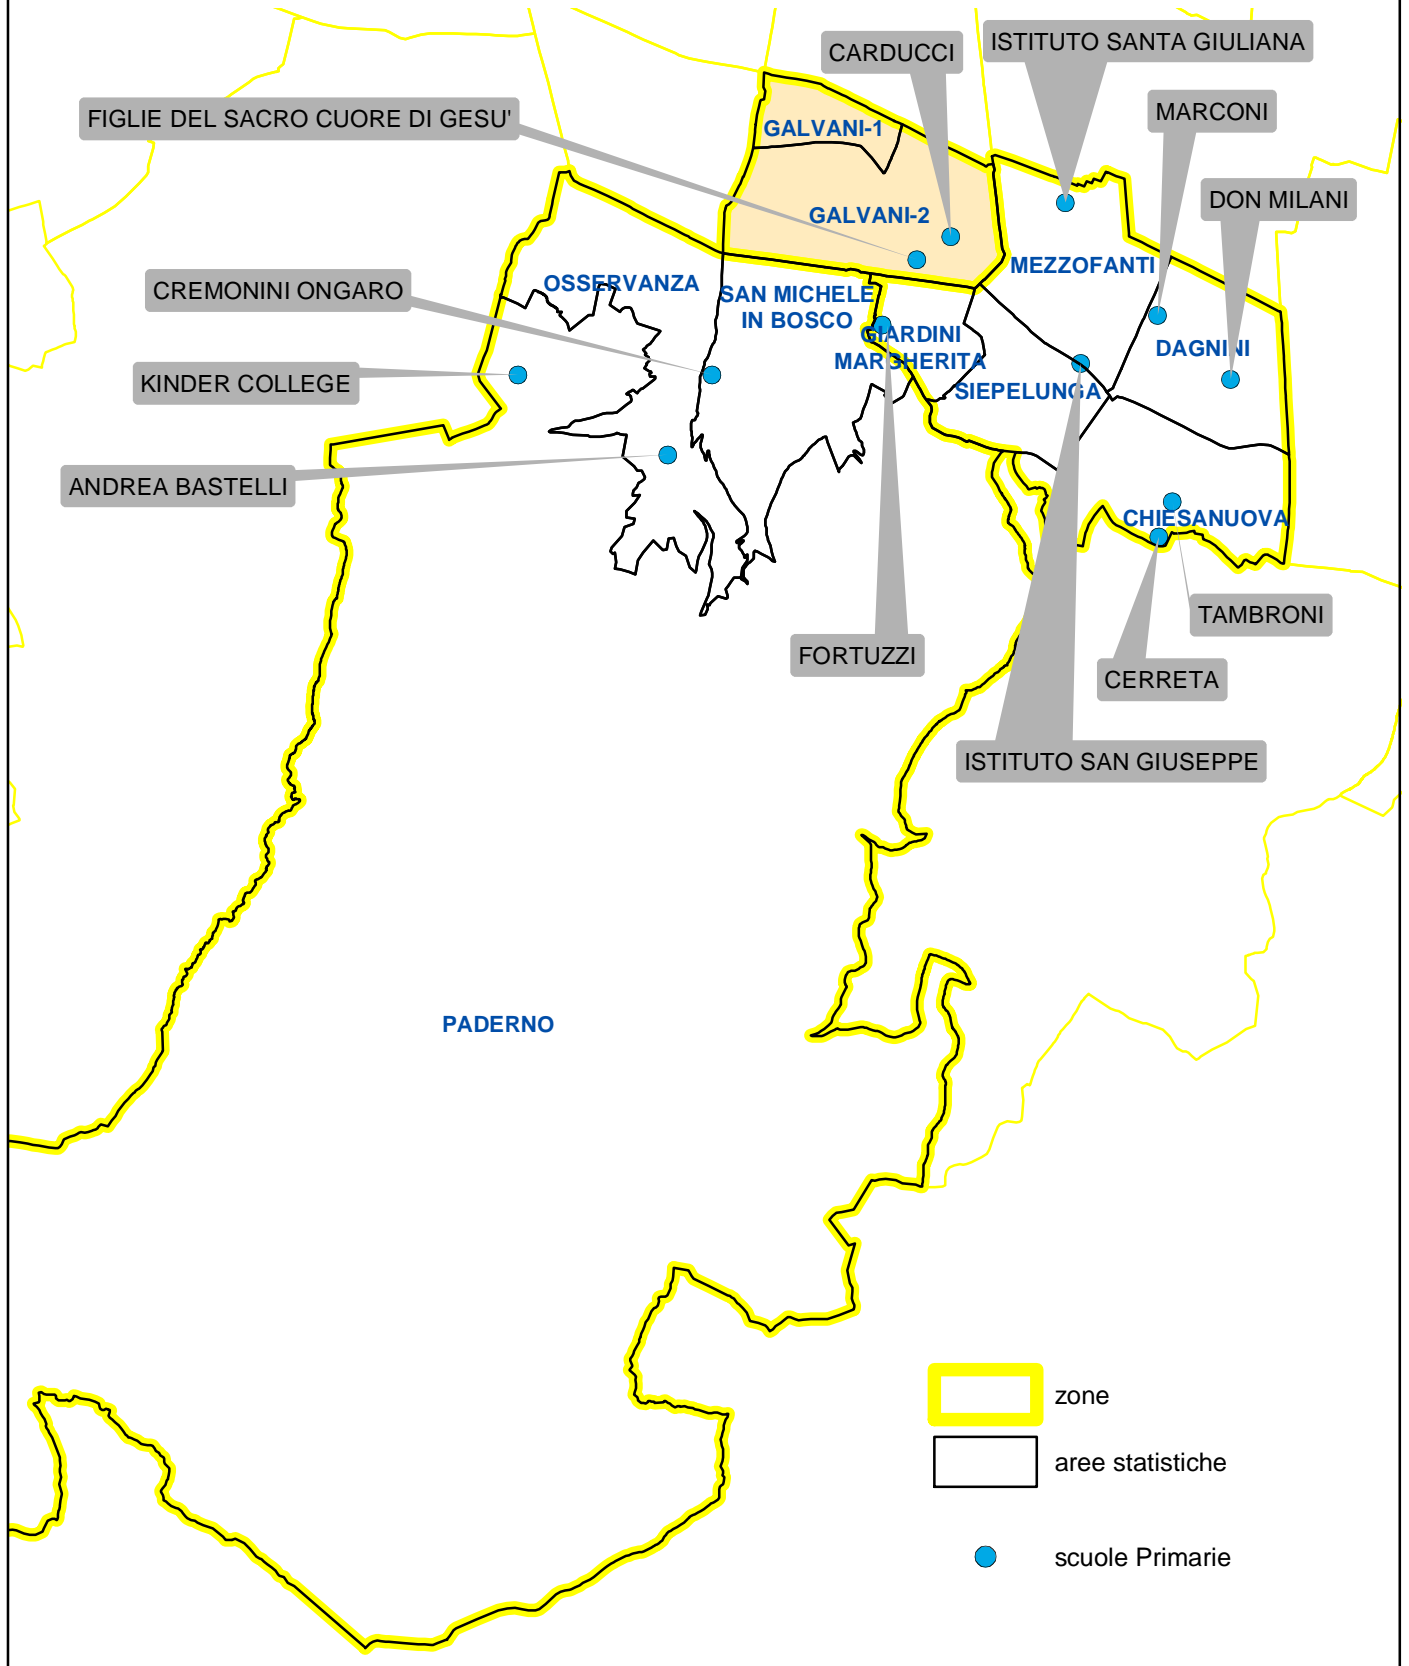 CARDUCCI
ISTITUTO SANTA GIULIANA
FIGLIE DEL SACRO CUORE DI GESU'
GALVANI-1
MARCONI
DON MILANI
GALVANI-2
MEZZOFANTI
CREMONINI ONGARO
OSSERVANZA
SAN MICHELE
IN BOSCO
GIARDINI
MARGHERITA
DAGNINI
KINDER COLLEGE
SIEPELUNGA
ANDREA BASTELLI
CHIESANUOVA
TAMBRONI
FORTUZZI
CERRETA
ISTITUTO SAN GIUSEPPE
PADERNO
zone
aree statistiche
scuole Primarie